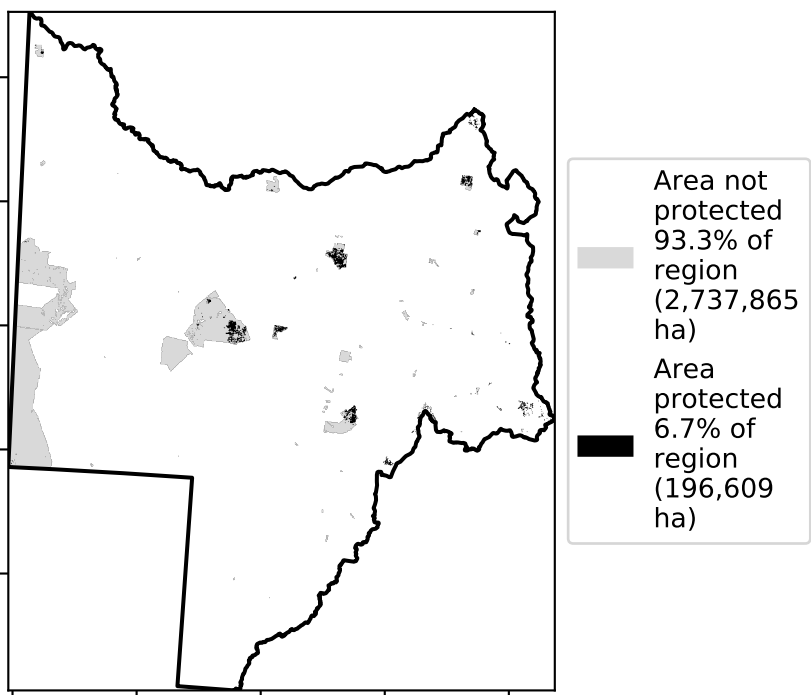 Area not
protected
93.3% of
region
(2,737,865
ha)
Area
protected
6.7% of
region
(196,609
ha)